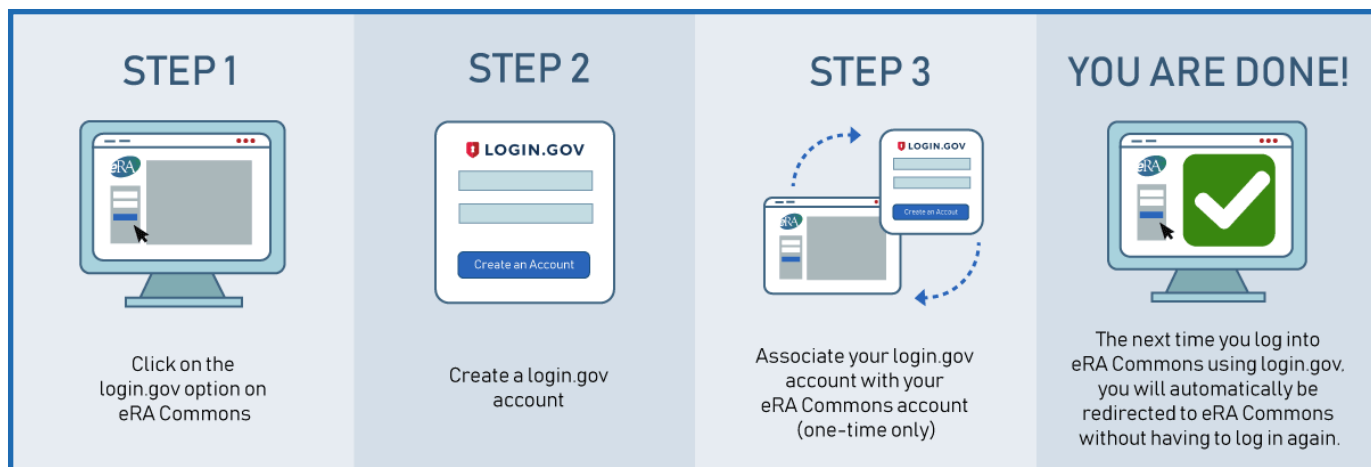 STEP 1
eRA
Click on the
login.gov option on
eRA Commons
STEP 2
LOGIN.GOV
Create an Account
Create a login.gov
account
STEP 3
LOGIN.GOV
Create an Accout
eRA
Associate your login.gov
account with your
eRA Commons account
(one-time only)
YOU ARE DONE!
eRA
The next time you log into
eRA Commons using login.gov,
you will automatically be
redirected to eRA Commons
without having to log in again.